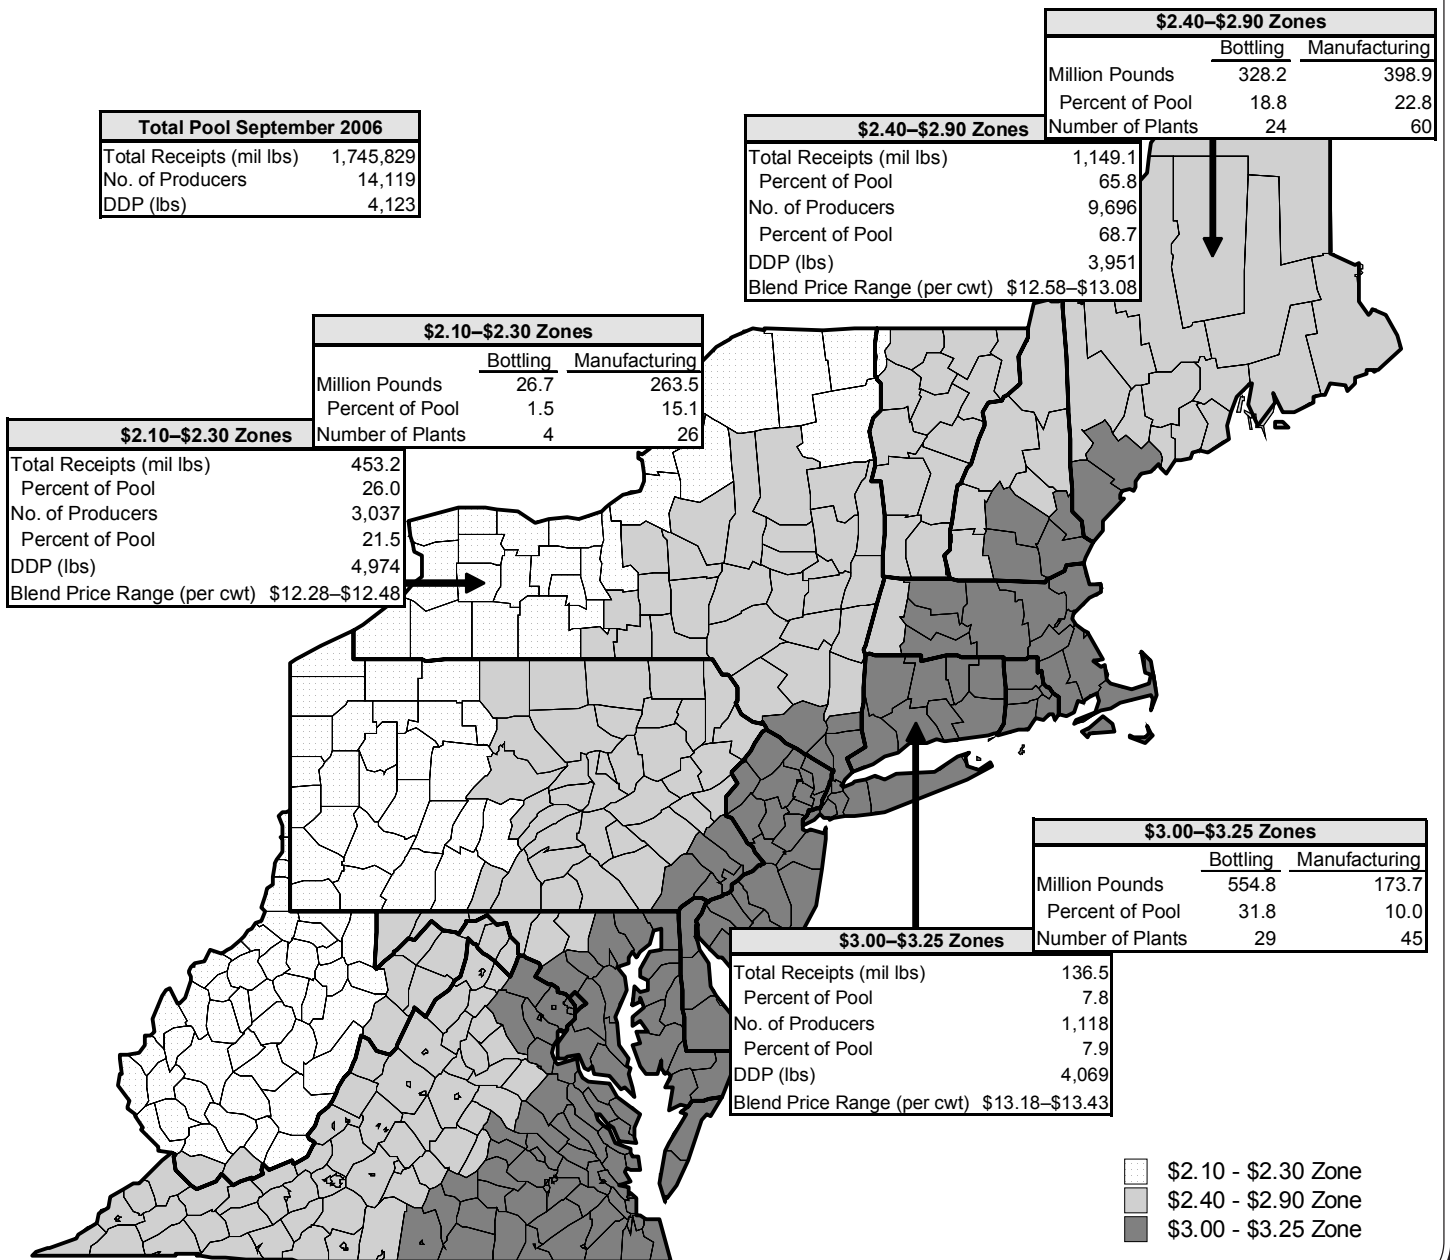 $2.40–$2.90 Zones
Bottling Manufacturing
Million Pounds 328.2 398.9
Percent of Pool 18.8 22.8
Number of Plants 24 60
Total Pool September 2006
Total Receipts (mil lbs) 1,745,829
No. of Producers 14,119
DDP (lbs) 4,123
$2.40–$2.90 Zones
Total Receipts (mil lbs) 1,149.1
Percent of Pool 65.8
No. of Producers 9,696
Percent of Pool 68.7
DDP (lbs) 3,951
Blend Price Range (per cwt) $12.58–$13.08
$2.10–$2.30 Zones
Bottling Manufacturing
Million Pounds 26.7 263.5
Percent of Pool 1.5 15.1
Number of Plants 4 26
$2.10–$2.30 Zones
Total Receipts (mil lbs) 453.2
Percent of Pool 26.0
No. of Producers 3,037
Percent of Pool 21.5
DDP (lbs) 4,974
Blend Price Range (per cwt) $12.28–$12.48
$3.00–$3.25 Zones
Bottling Manufacturing
Million Pounds 554.8 173.7
Percent of Pool 31.8 10.0
Number of Plants 29 45
$3.00–$3.25 Zones
Total Receipts (mil lbs) 136.5
Percent of Pool 7.8
No. of Producers 1,118
Percent of Pool 7.9
DDP (lbs) 4,069
Blend Price Range (per cwt) $13.18–$13.43
$2.10 - $2.30 Zone
$2.40 - $2.90 Zone
$3.00 - $3.25 Zone